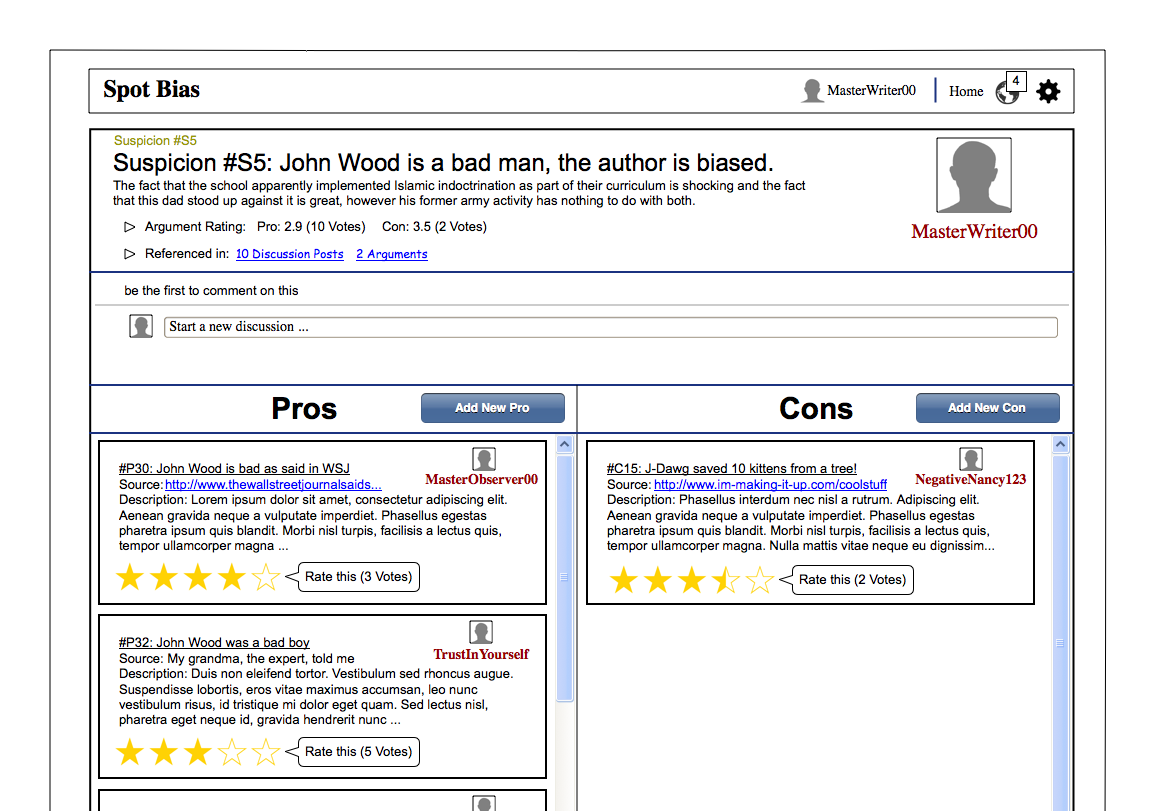 Spot Bias
MasterWriter00
Home
4
Suspicion #S5
Suspicion #S5: John Wood is a bad man, the author is biased.
The fact that the school apparently implemented Islamic indoctrination as part of their curriculum is shocking and the fact
that this dad stood up against it is great, however his former army activity has nothing to do with both.
MasterWriter00
Argument Rating: Pro: 2.9 (10 Votes) Con: 3.5 (2 Votes)
Referenced in: 10 Discussion Posts 2 Arguments
be the first to comment on this
Start a new discussion ...
Pros
Add New Pro
Cons
Add New Con
#P30: John Wood is bad as said in WSJ
MasterObserver00
Source: http://www.thewallstreetjournalsaids...
Description: Lorem ipsum dolor sit amet, consectetur adipiscing elit.
Aenean gravida neque a vulputate imperdiet. Phasellus egestas
pharetra ipsum quis blandit. Morbi nisl turpis, facilisis a lectus quis,
tempor ullamcorper magna ...
Rate this (3 Votes)
#P32: John Wood was a bad boy
TrustInYourself
Source: My grandma, the expert, told me
Description: Duis non eleifend tortor. Vestibulum sed rhoncus augue.
Suspendisse lobortis, eros vitae maximus accumsan, leo nunc
vestibulum risus, id tristique mi dolor eget quam. Sed lectus nisl,
pharetra eget neque id, gravida hendrerit nunc ...
Rate this (5 Votes)
#C15: J-Dawg saved 10 kittens from a tree!
NegativeNancy123
Source: http://www.im-making-it-up.com/coolstuff
Description: Phasellus interdum nec nisl a rutrum. Adipiscing elit.
Aenean gravida neque a vulputate imperdiet. Phasellus egestas
pharetra ipsum quis blandit. Morbi nisl turpis, facilisis a lectus quis,
tempor ullamcorper magna. Nulla mattis vitae neque eu dignissim...
Rate this (2 Votes)